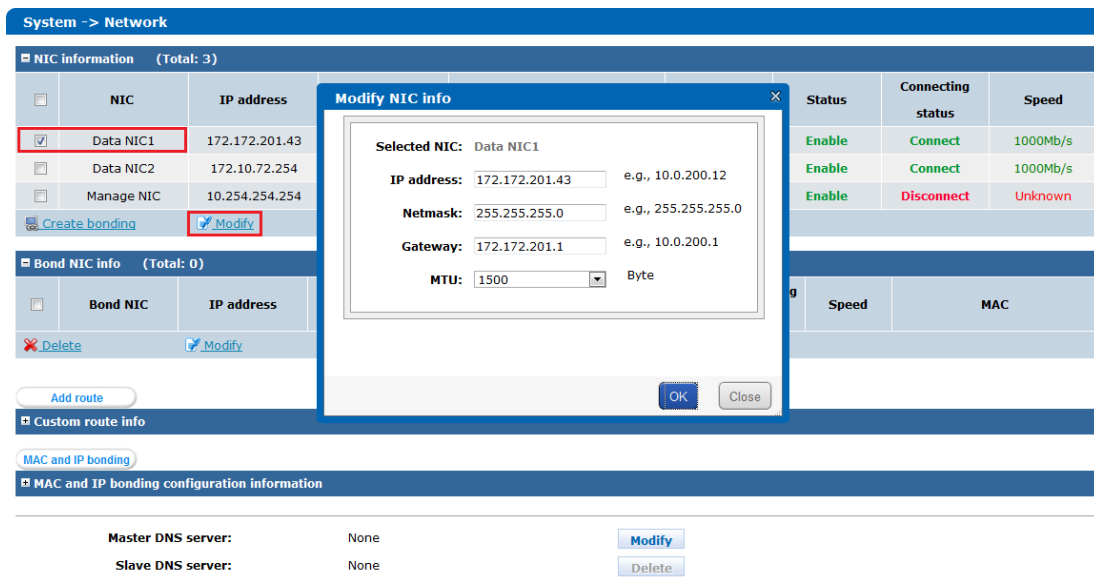 System -> Network
NIC information (Total: 3)
NIC IP address Status Connecting status Speed
Data NIC1 172.172.201.43 Enable Connect 1000Mb/s
Data NIC2 172.10.72.254 Enable Connect 1000Mb/s
Manage NIC 10.254.254.254 Enable Disconnect Unknown
Create bonding Modify
Modify NIC info
Selected NIC: Data NIC1
IP address: 172.172.201.43 e.g., 10.0.200.12
Netmask: 255.255.255.0 e.g., 255.255.255.0
Gateway: 172.172.201.1 e.g., 10.0.200.1
MTU: 1500 Byte
OK Close
Bond NIC info (Total: 0)
Bond NIC IP address g Speed MAC
Delete Modify
Add route
Custom route info
MAC and IP bonding
MAC and IP bonding configuration information
Master DNS server: None Modify
Slave DNS server: None Delete